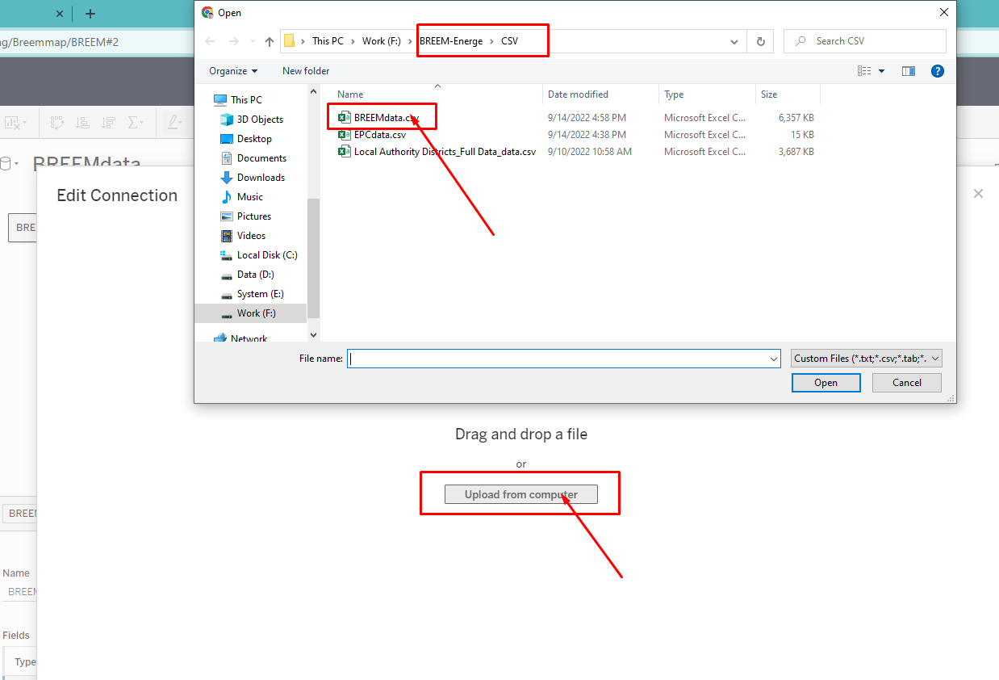 Open
ng/Breemmap/BREEM#2
This PC
Work (F:)
BREEM-Energe
CSV
Search CSV
Organize
New folder
Name
Date modified
Type
Size
BREEMdata.csv
9/14/2022 4:58 PM
Microsoft Excel C...
6,357 KB
EPCdata.csv
9/14/2022 4:38 PM
Microsoft Excel C...
15 KB
Local Authority Districts_Full Data_data.csv
9/10/2022 10:58 AM
Microsoft Excel C...
3,687 KB
This PC
3D Objects
Desktop
Documents
Downloads
Music
Pictures
Videos
Local Disk (C:)
Data (D:)
System (E:)
Work (F:)
Network
File name:
Custom Files (*.txt;*.csv;*.tab;*.
Open
Cancel
BREEMdata
Edit Connection
BRE
Drag and drop a file
or
Upload from computer
BREEM
Name
BREEM
Fields
Type